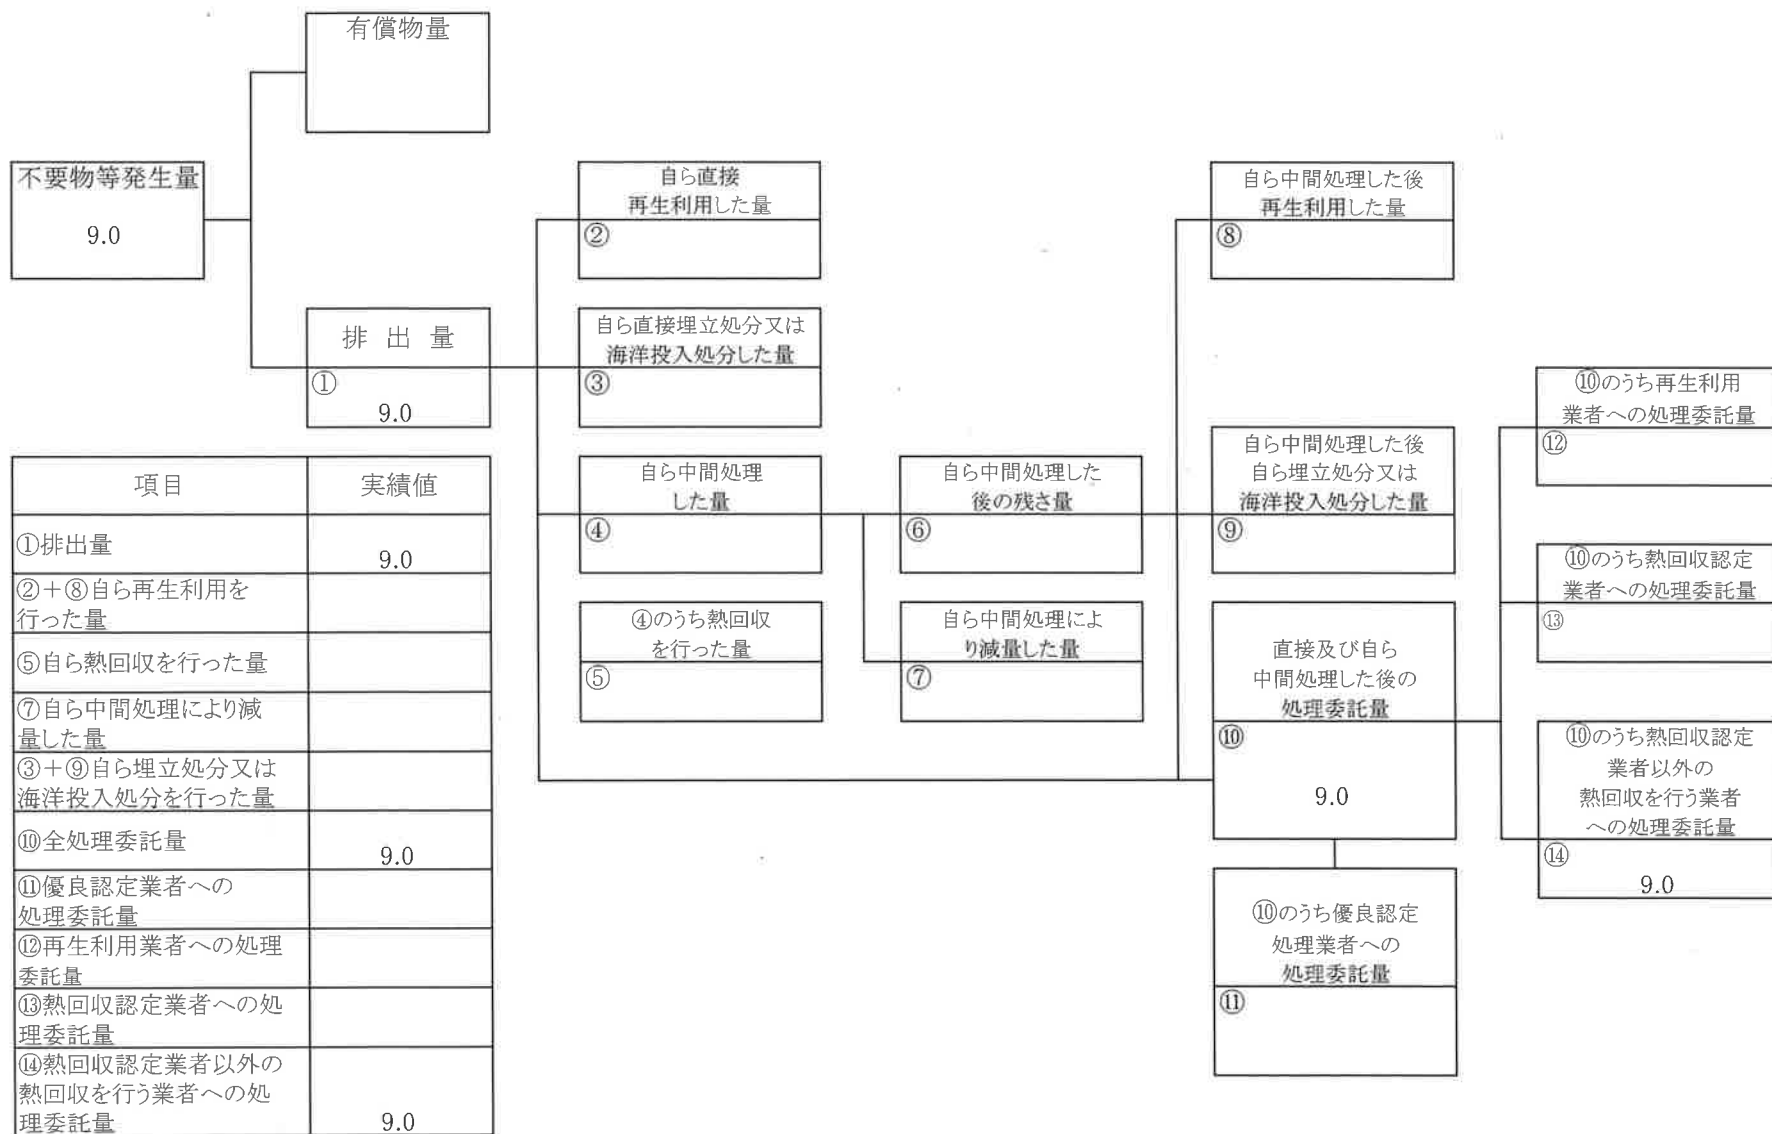 有償物量
不要物等発生量
9.0
排 出 量
①
9.0
自ら直接
再生利用した量
②
自ら直接埋立処分又は
海洋投入処分した量
③
自ら中間処理
した量
④
④のうち熱回収
を行った量
⑤
自ら中間処理した
後の残さ量
⑥
自ら中間処理によ
り減量した量
⑦
自ら中間処理した後
再生利用した量
⑧
自ら中間処理した後
自ら埋立処分又は
海洋投入処分した量
⑨
直接及び自ら
中間処理した後の
処理委託量
⑩
9.0
⑩のうち優良認定
処理業者への
処理委託量
⑪
⑩のうち再生利用
業者への処理委託量
⑫
⑩のうち熱回収認定
業者への処理委託量
⑬
⑩のうち熱回収認定
業者以外の
熱回収を行う業者
への処理委託量
⑭
9.0
項目 実績値
①排出量 9.0
②+⑧自ら再生利用を
行った量
⑤自ら熱回収を行った量
⑦自ら中間処理により減
量した量
③+⑨自ら埋立処分又は
海洋投入処分を行った量
⑩全処理委託量 9.0
⑪優良認定業者への
処理委託量
⑫再生利用業者への処理
委託量
⑬熱回収認定業者への処
理委託量
⑭熱回収認定業者以外の
熱回収を行う業者への処
理委託量 9.0